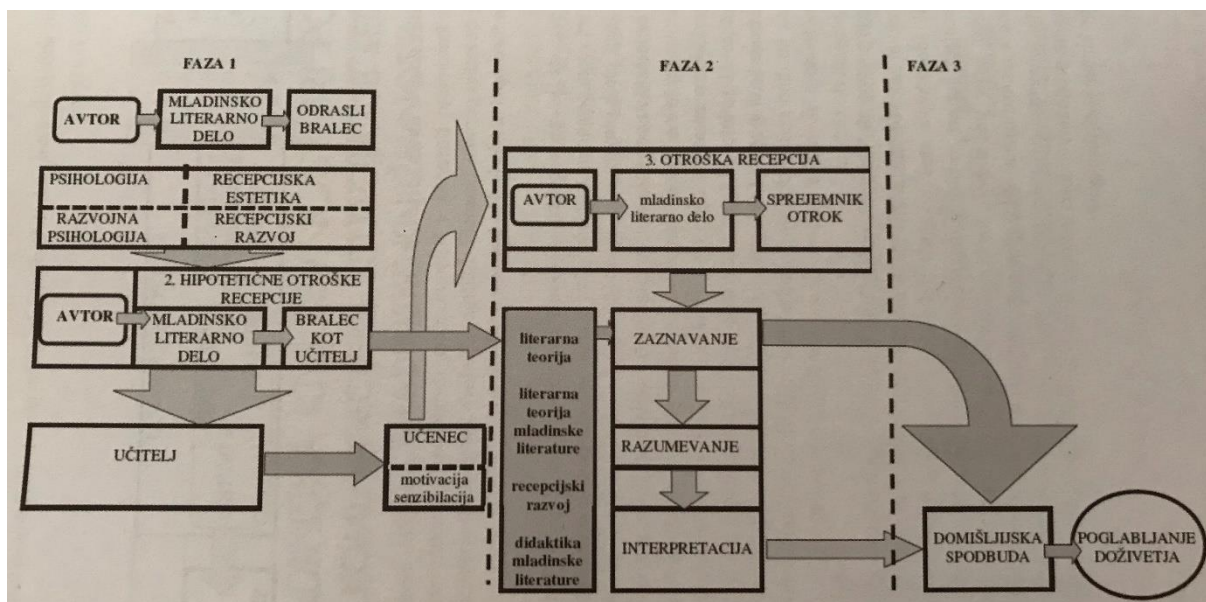 FAZA 1
AVTOR
MLADINSKO
LITERARNO
DELO
ODRASLI
BRALEC
PSIHOLOGIJA
RECEPCIJSKA
ESTETIKA
RAZVOJNA
PSIHOLOGIJA
RECEPCIJSKI
RAZVOJ
2. HIPOTETIČNE OTROŠKE
RECEPCIJE
AVTOR
MLADINSKO
LITERARNO
DELO
BRALEC
KOT
UČITELJ
UČITELJ
UČENEC
motivacija
senzibilacija
FAZA 2
3. OTROŠKA RECEPCIJA
AVTOR
mladinsko
literarno delo
SPREJEMNIK
OTROK
literarna
teorija
literarna
teorija
mladinske
literature
recepcijski
razvoj
didaktika
mladinske
literature
ZAZNAVANJE
RAZUMEVANJE
INTERPRETACIJA
FAZA 3
DOMIŠLJIJSKA
SPODBUDA
POGLABLJANJE
DOŽIVETJA